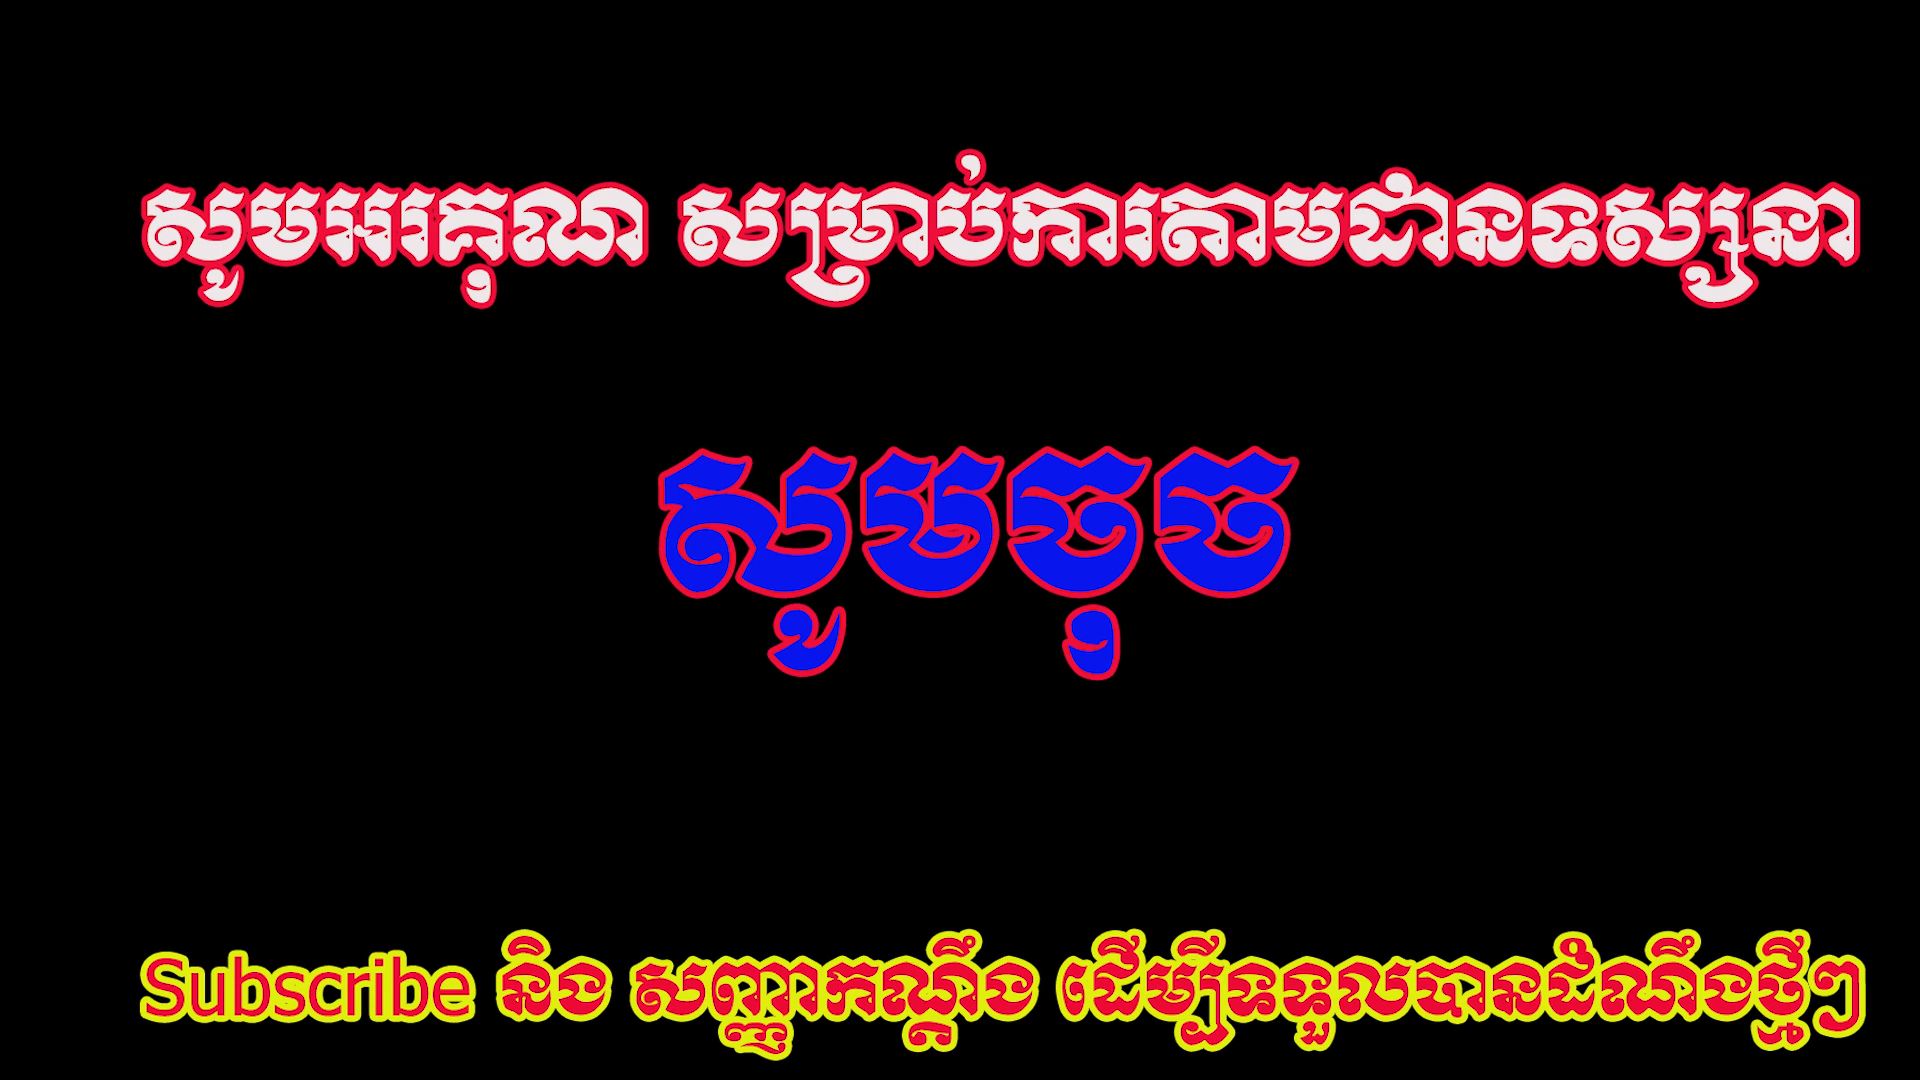 សូមអរគុណ សម្រាប់ការតាមដានទស្សនា
សូមចុច
Subscribe និង សញ្ញាកណ្ដឹង ដើម្បីទទួលបានដំណឹងថ្មីៗ